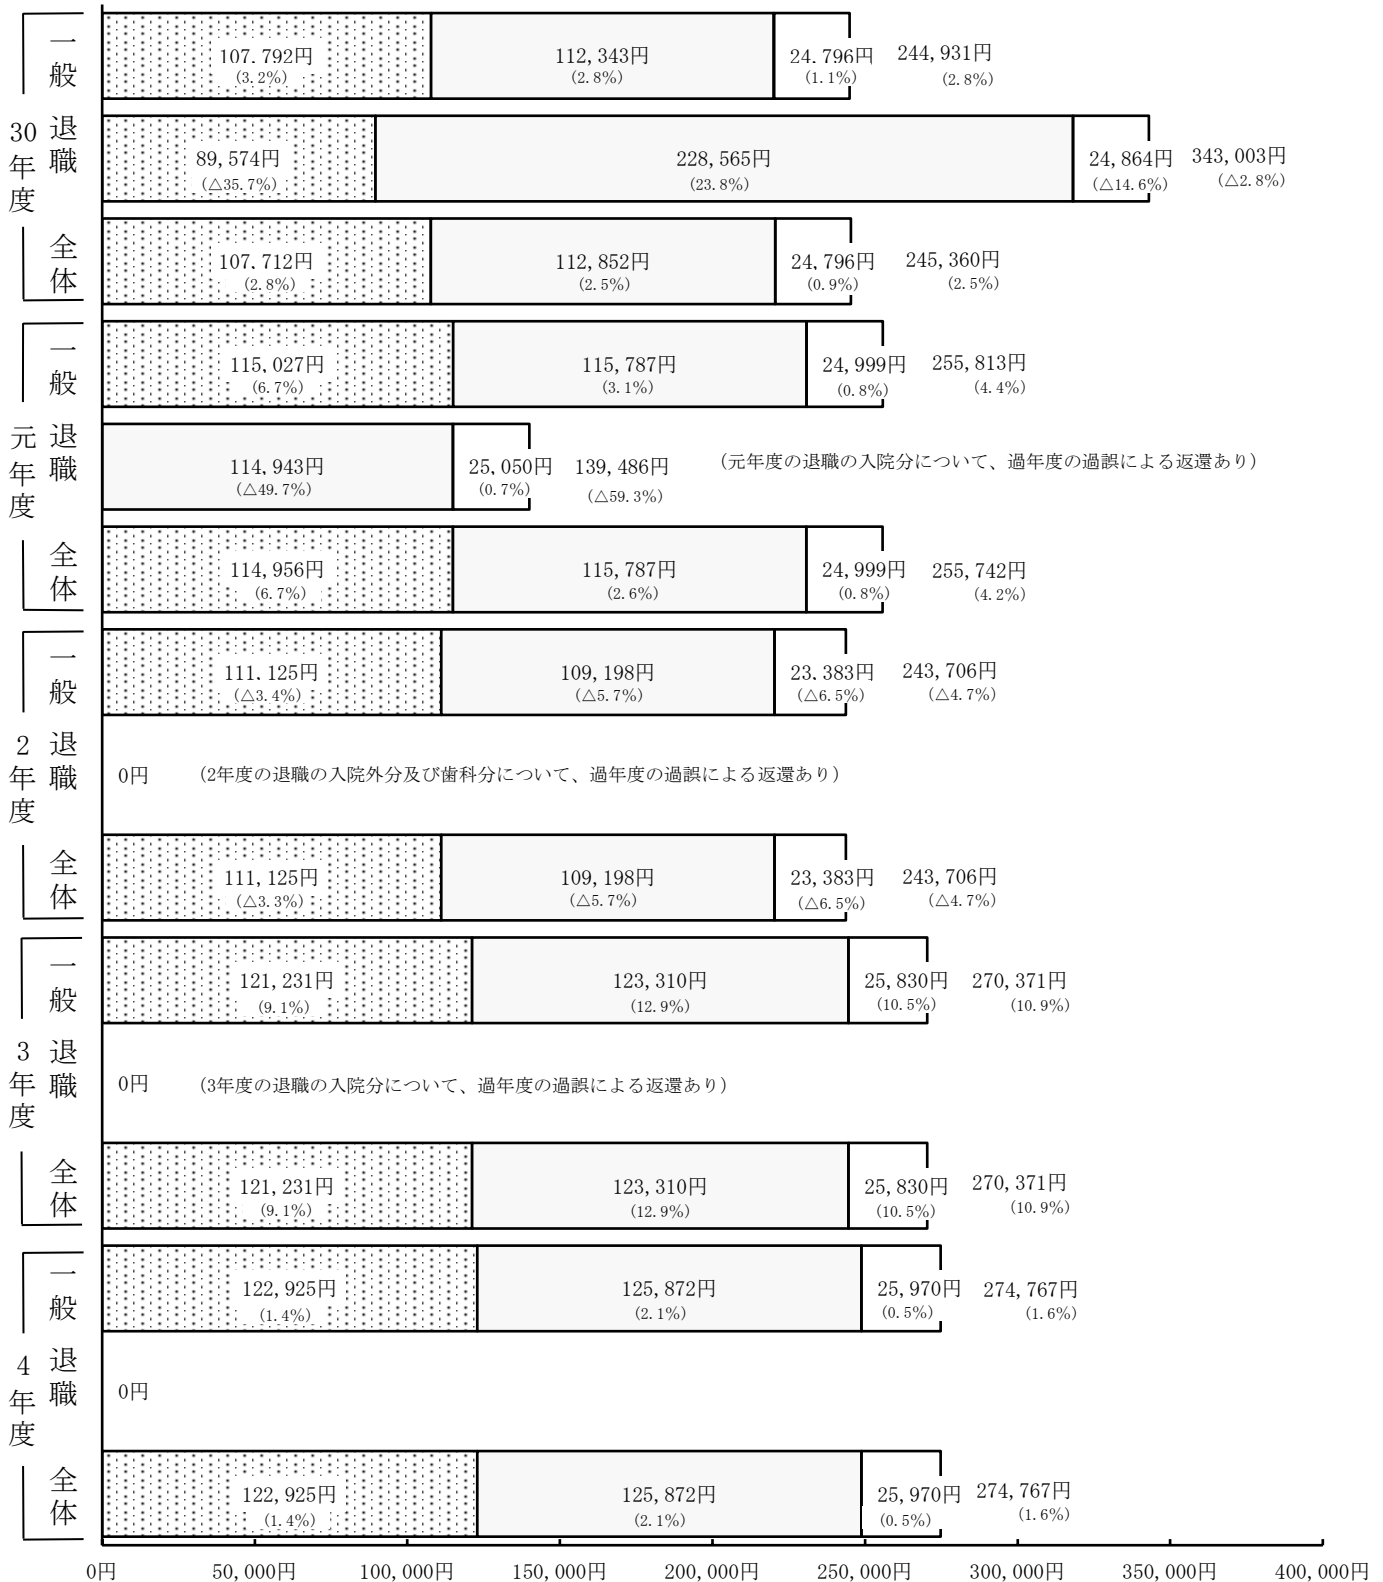 30年度
一般
107,792円 112,343円 24,796円 244,931円
(3.2%) (2.8%) (1.1%) (2.8%)
退職
89,574円 228,565円 24,864円 343,003円
(△35.7%) (23.8%) (△14.6%) (△2.8%)
全体
107,712円 112,852円 24,796円 245,360円
(2.8%) (2.5%) (0.9%) (2.5%)
元年度
一般
115,027円 115,787円 24,999円 255,813円
(6.7%) (3.1%) (0.8%) (4.4%)
退職
114,943円 25,050円 139,486円 (元年度の退職の入院分について、過年度の過誤による返還あり)
(△49.7%) (0.7%) (△59.3%)
全体
114,956円 115,787円 24,999円 255,742円
(6.7%) (2.6%) (0.8%) (4.2%)
2年度
一般
111,125円 109,198円 23,383円 243,706円
(△3.4%) (△5.7%) (△6.5%) (△4.7%)
退職
0円 (2年度の退職の入院外分及び歯科分について、過年度の過誤による返還あり)
全体
111,125円 109,198円 23,383円 243,706円
(△3.3%) (△5.7%) (△6.5%) (△4.7%)
3年度
一般
121,231円 123,310円 25,830円 270,371円
(9.1%) (12.9%) (10.5%) (10.9%)
退職
0円 (3年度の退職の入院分について、過年度の過誤による返還あり)
全体
121,231円 123,310円 25,830円 270,371円
(9.1%) (12.9%) (10.5%) (10.9%)
4年度
一般
122,925円 125,872円 25,970円 274,767円
(1.4%) (2.1%) (0.5%) (1.6%)
退職
0円
全体
122,925円 125,872円 25,970円 274,767円
(1.4%) (2.1%) (0.5%) (1.6%)
0円 50,000円 100,000円 150,000円 200,000円 250,000円 300,000円 350,000円 400,000円